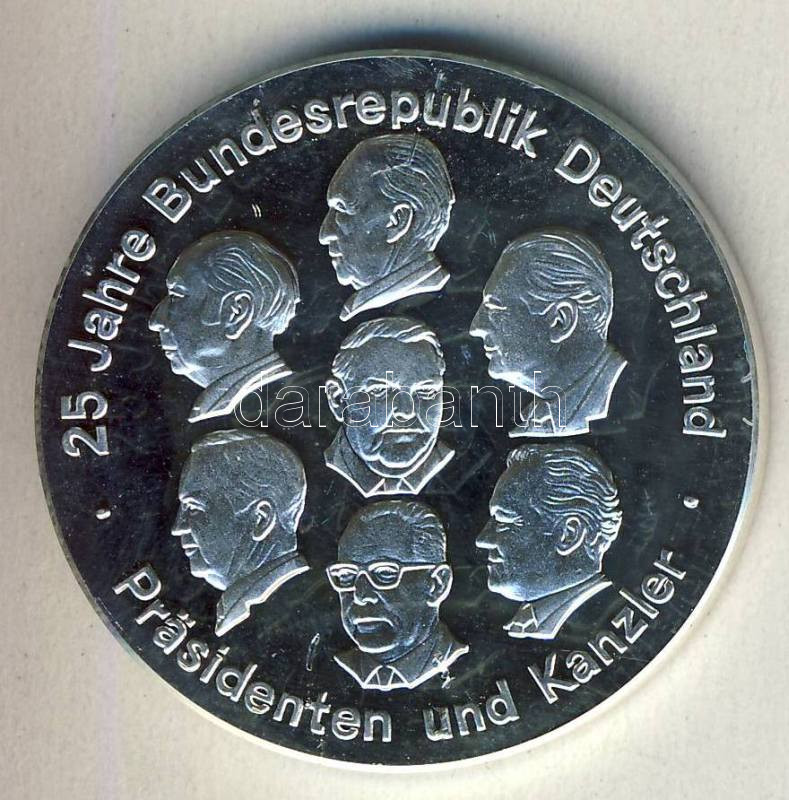 25 Jahre Bundesrepublik Deutschland
· Präsidenten und Kanzler ·
darabanth